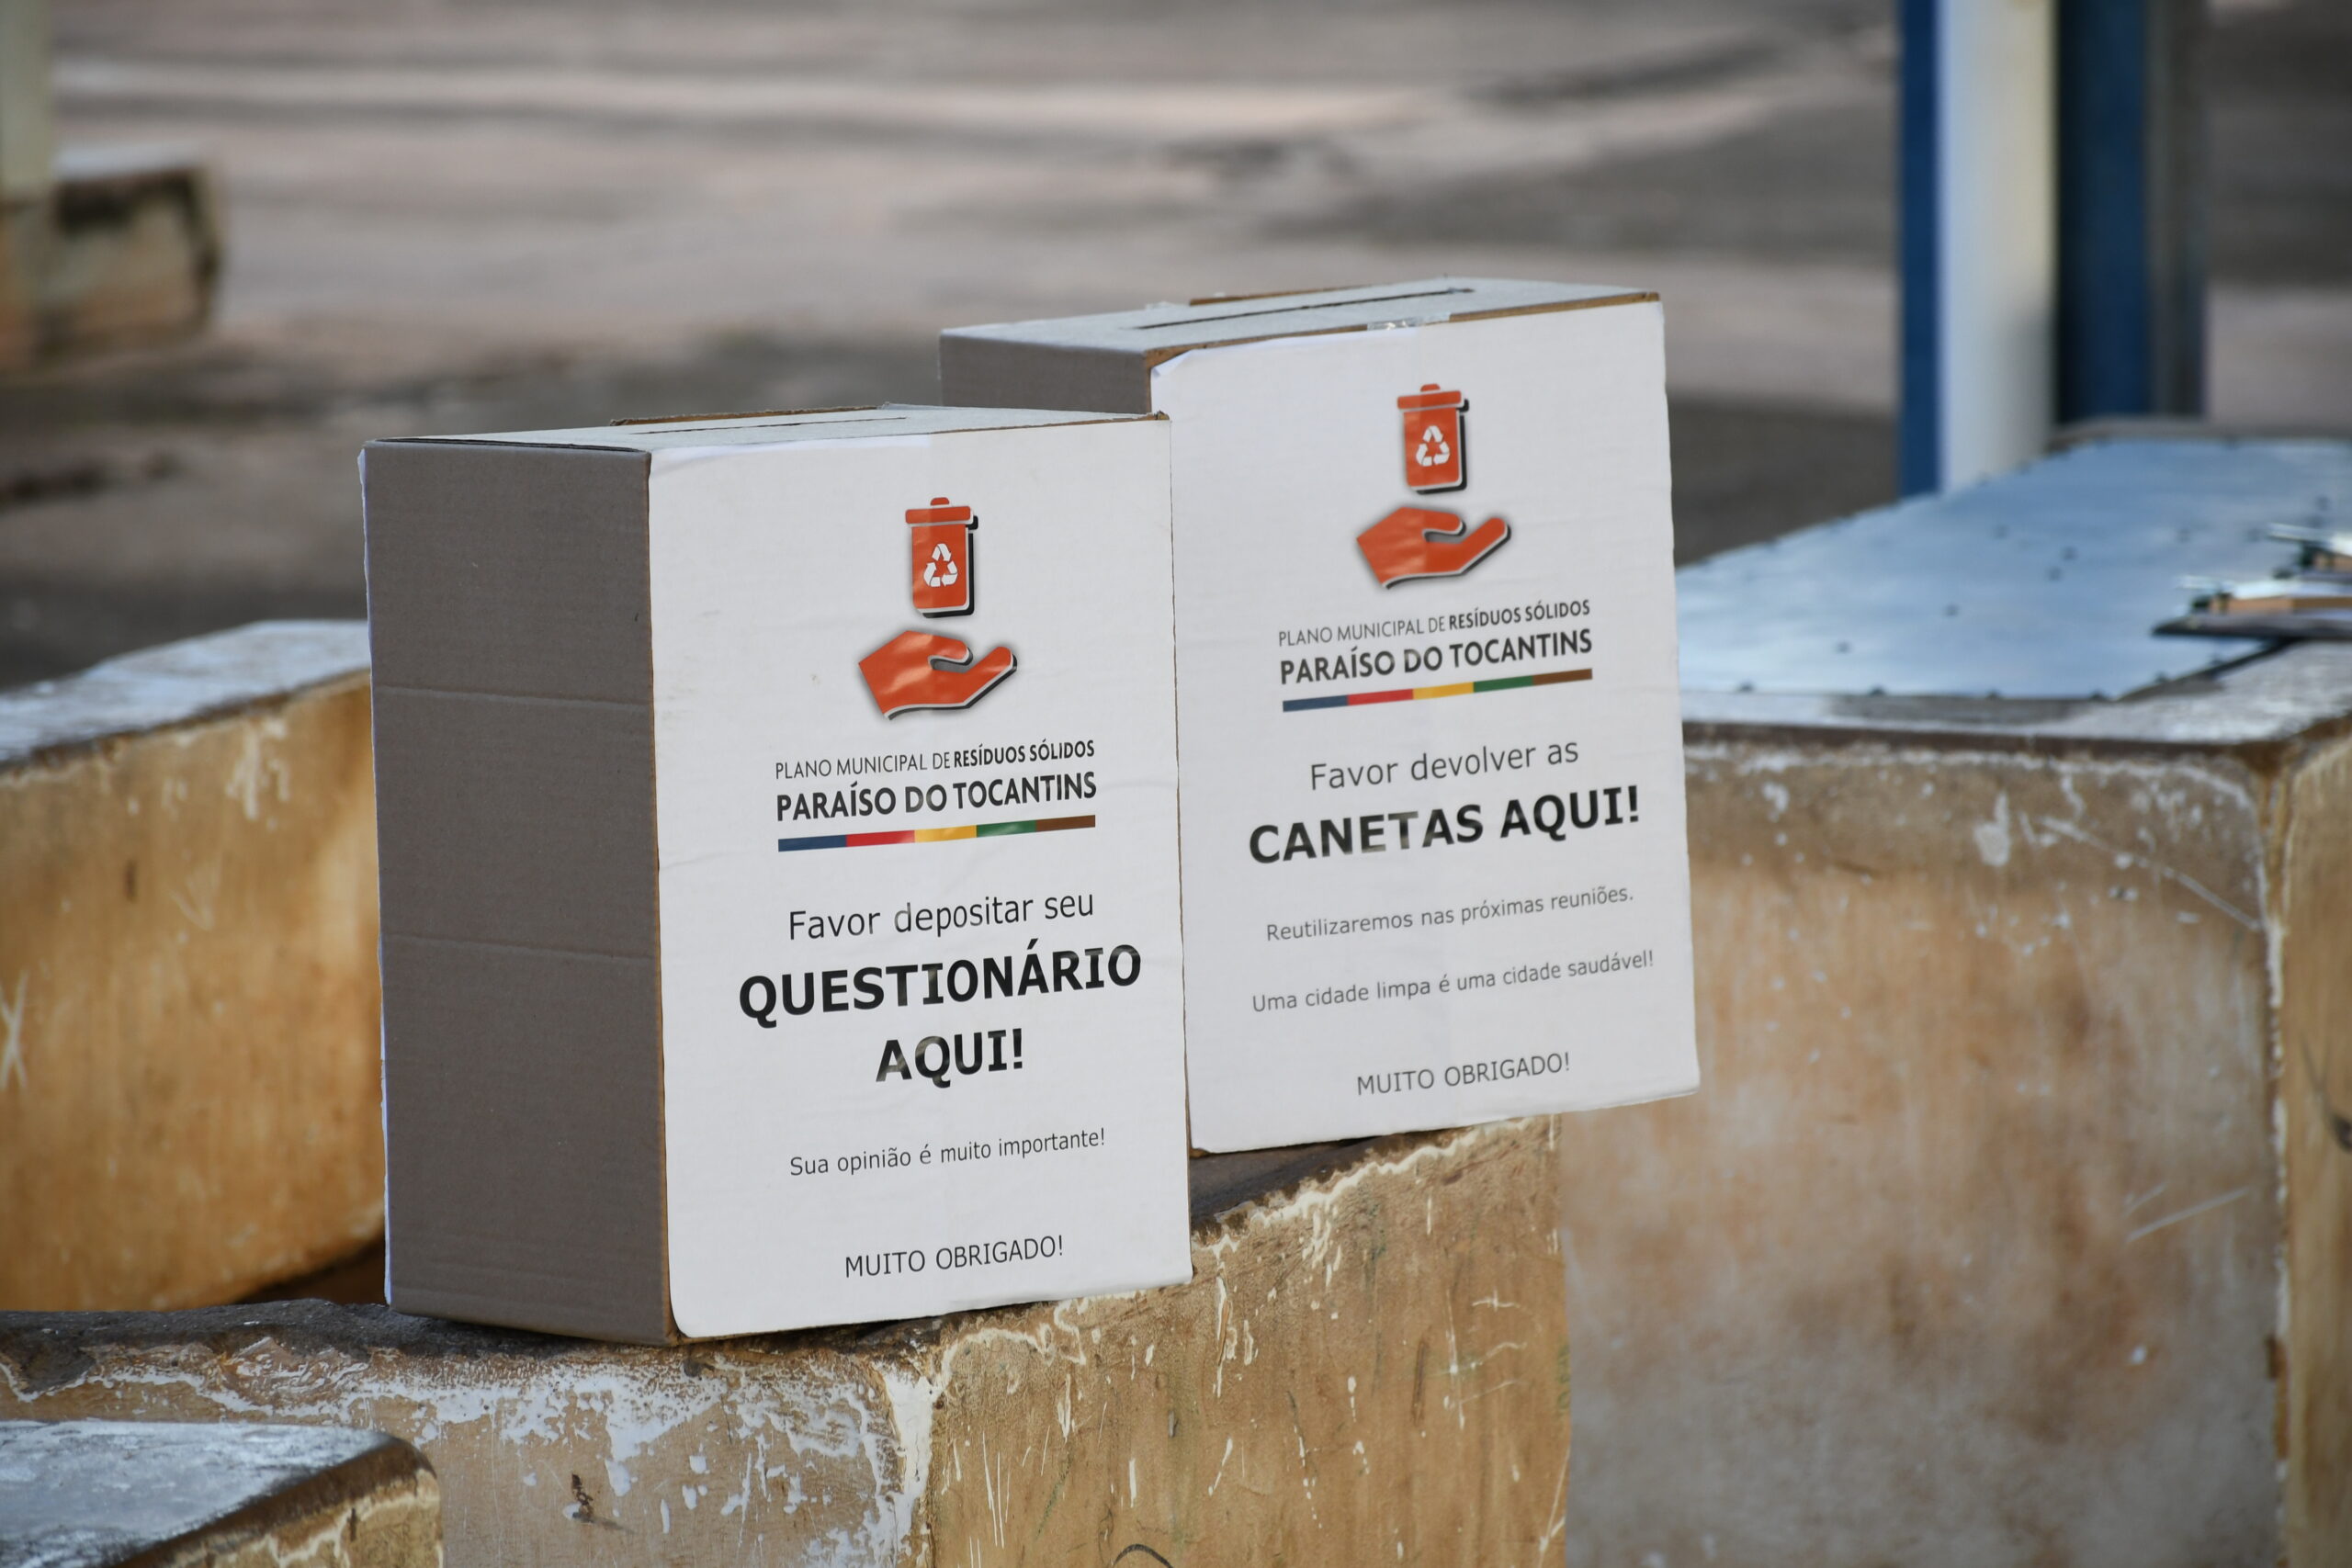 PLANO MUNICIPAL DE RESÍDUOS SÓLIDOS
PARAÍSO DO TOCANTINS
Favor depositar seu
QUESTIONÁRIO
AQUI!
Sua opinião é muito importante!
MUITO OBRIGADO!
PLANO MUNICIPAL DE RESÍDUOS SÓLIDOS
PARAÍSO DO TOCANTINS
Favor devolver as
CANETAS AQUI!
Reutilizaremos nas próximas reuniões.
Uma cidade limpa é uma cidade saudável!
MUITO OBRIGADO!